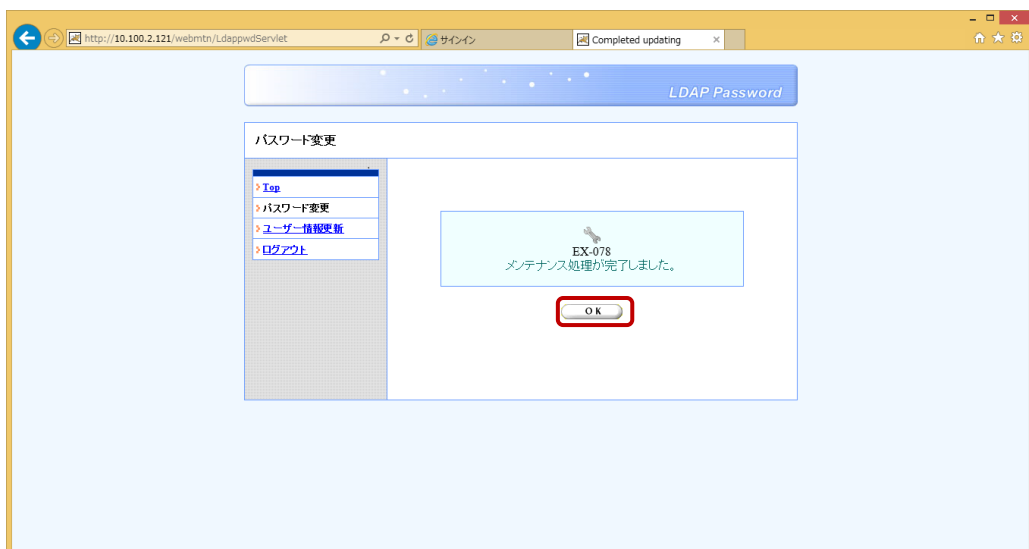 http://10.100.2.121/webmtn/LdappwdServlet
サインイン
Completed updating
LDAP Password
パスワード変更
Top
パスワード変更
ユーザー情報更新
ログアウト
EX-078
メンテナンス処理が完了しました。
OK